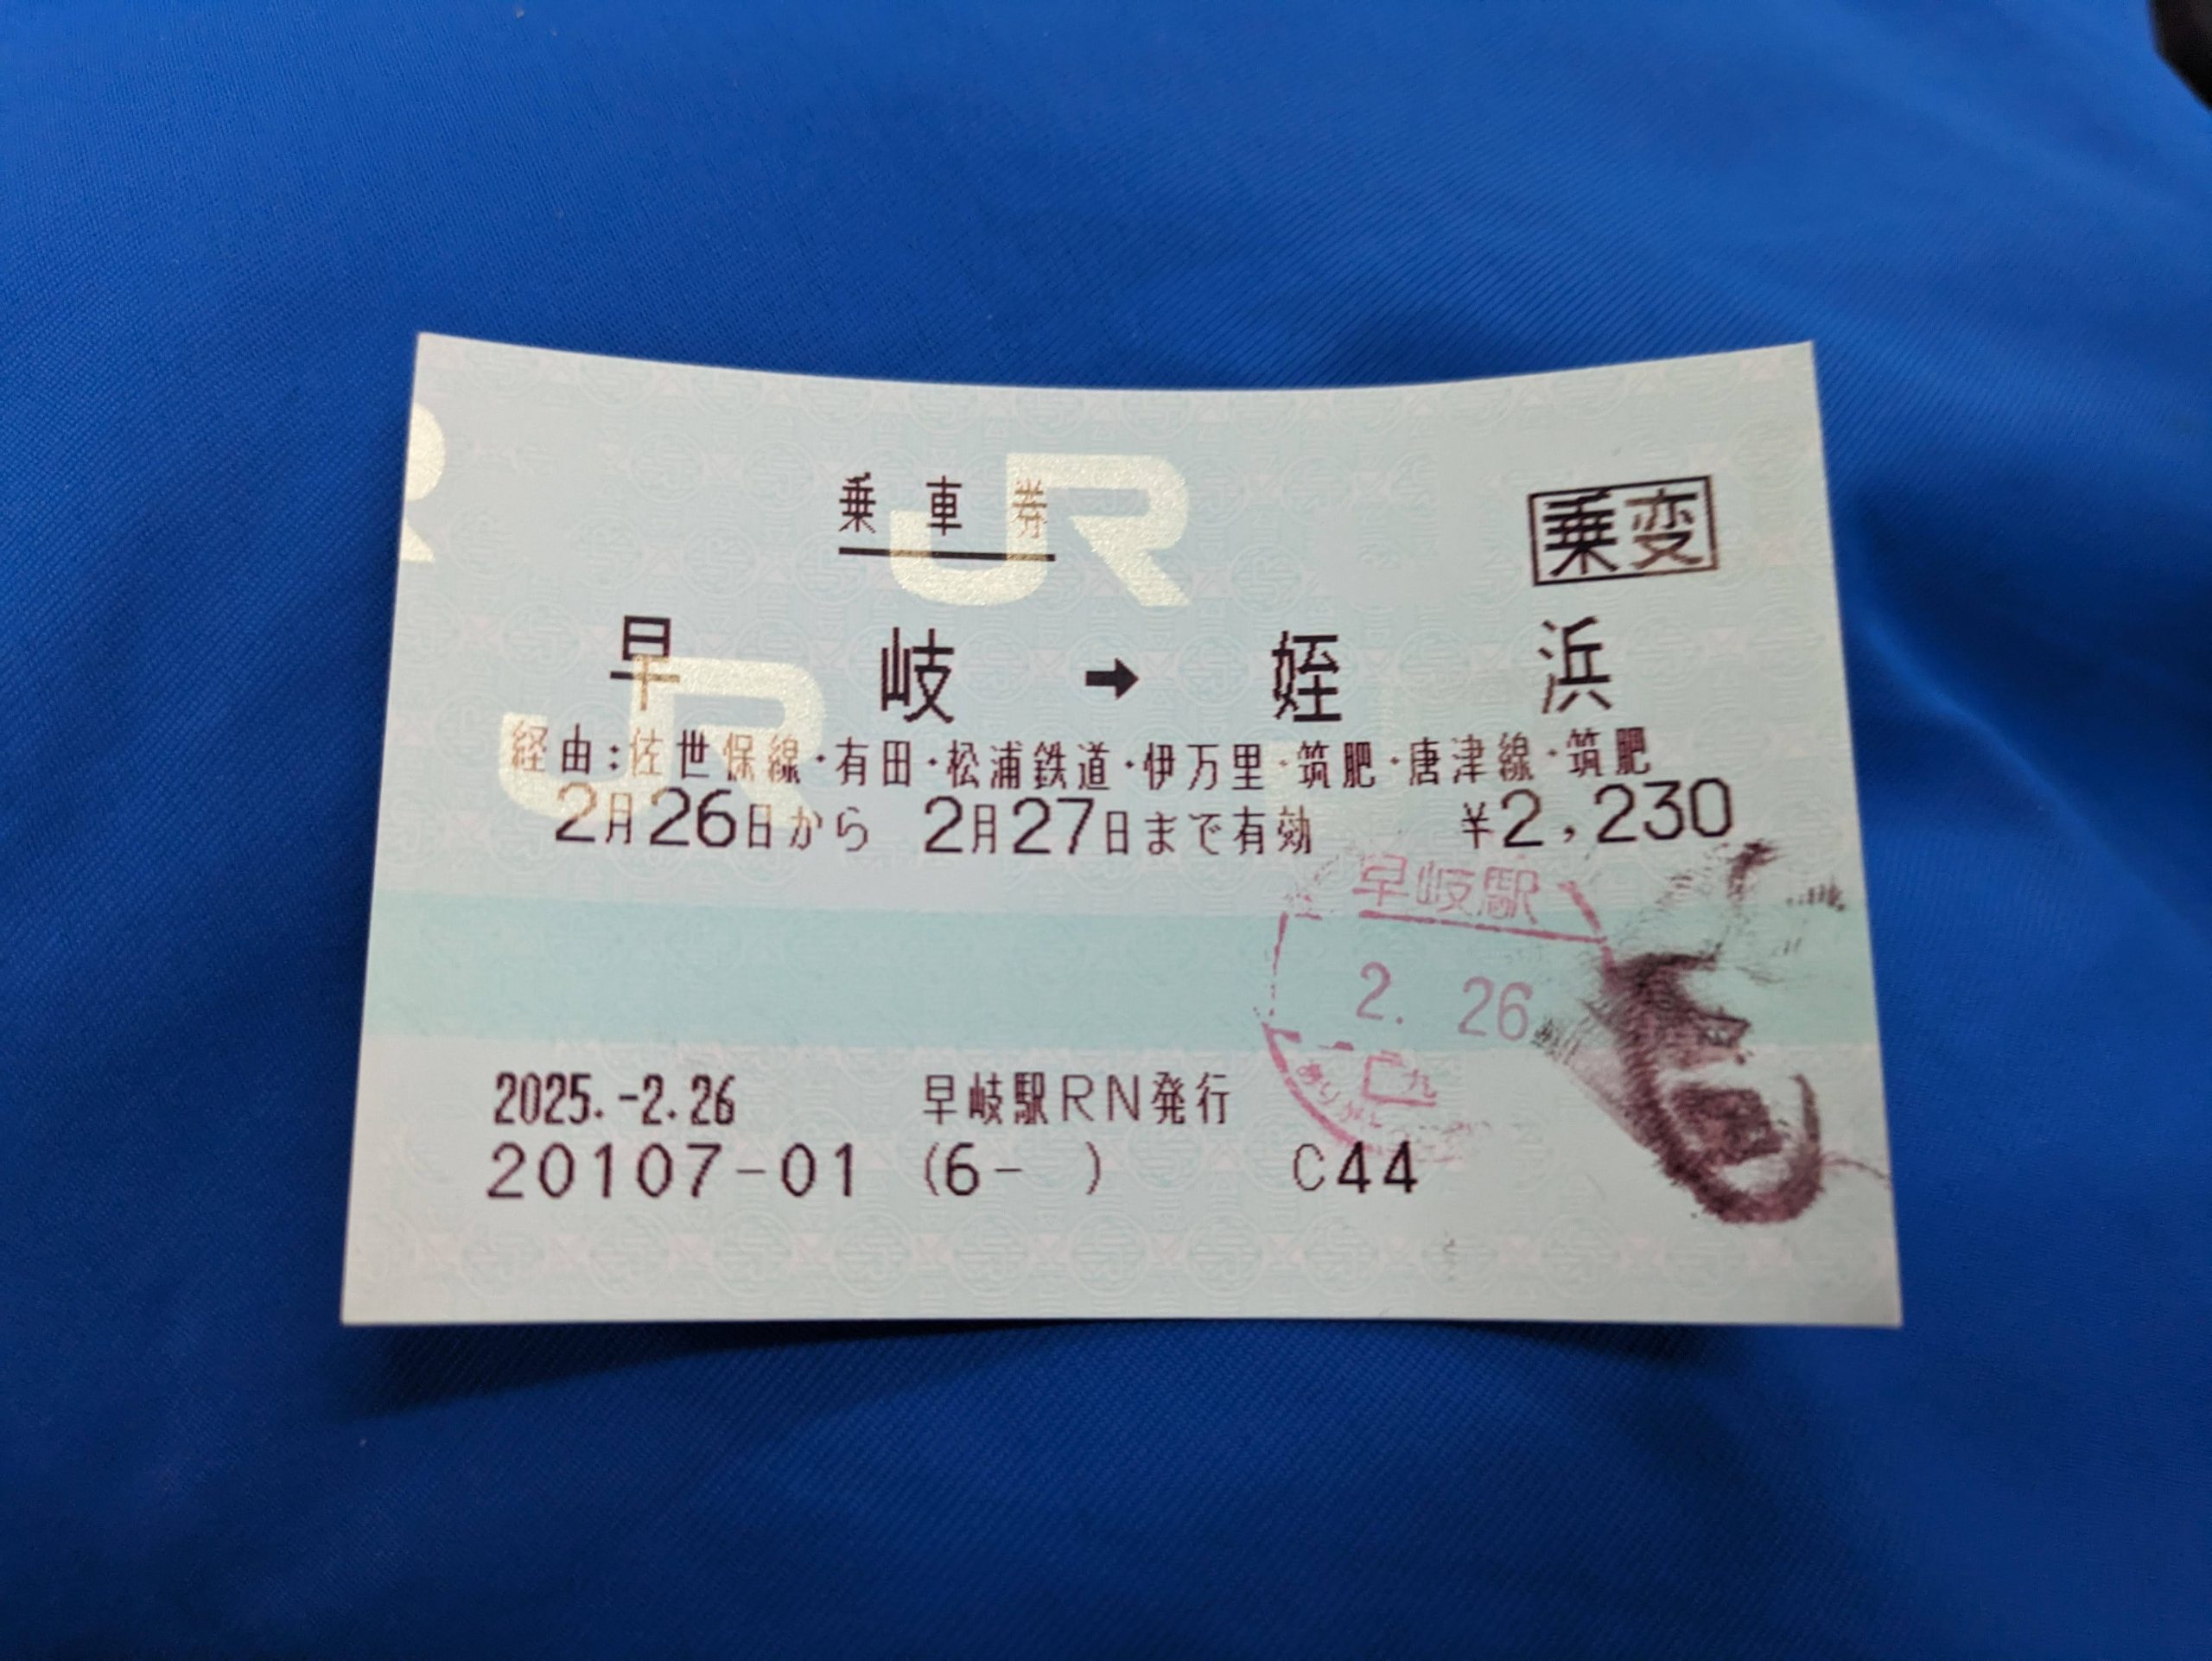 乗車券
乗変
早岐→姪浜
経由:佐世保線・有田・松浦鉄道・伊万里・筑肥・唐津線・筑肥
2月26日から 2月27日まで有効 ¥2,230
早岐駅
2. 26
2025.-2.26 早岐駅RN発行
20107-01 (6- ) C44
JR
JR
R